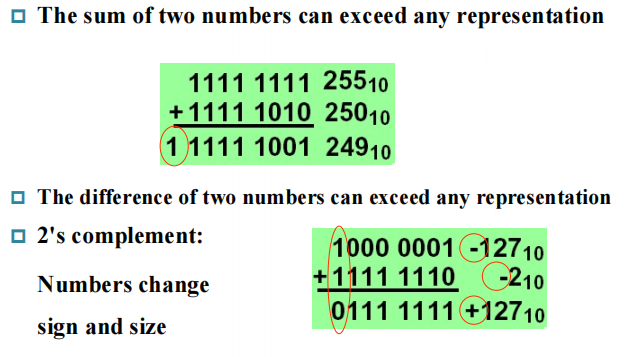 The sum of two numbers can exceed any representation
1111 1111 255₁₀
+1111 1010 250₁₀
1 1111 1001 249₁₀
The difference of two numbers can exceed any representation
2's complement:
Numbers change
sign and size
1000 0001 -127₁₀
+1111 1110 -2₁₀
0111 1111 +127₁₀